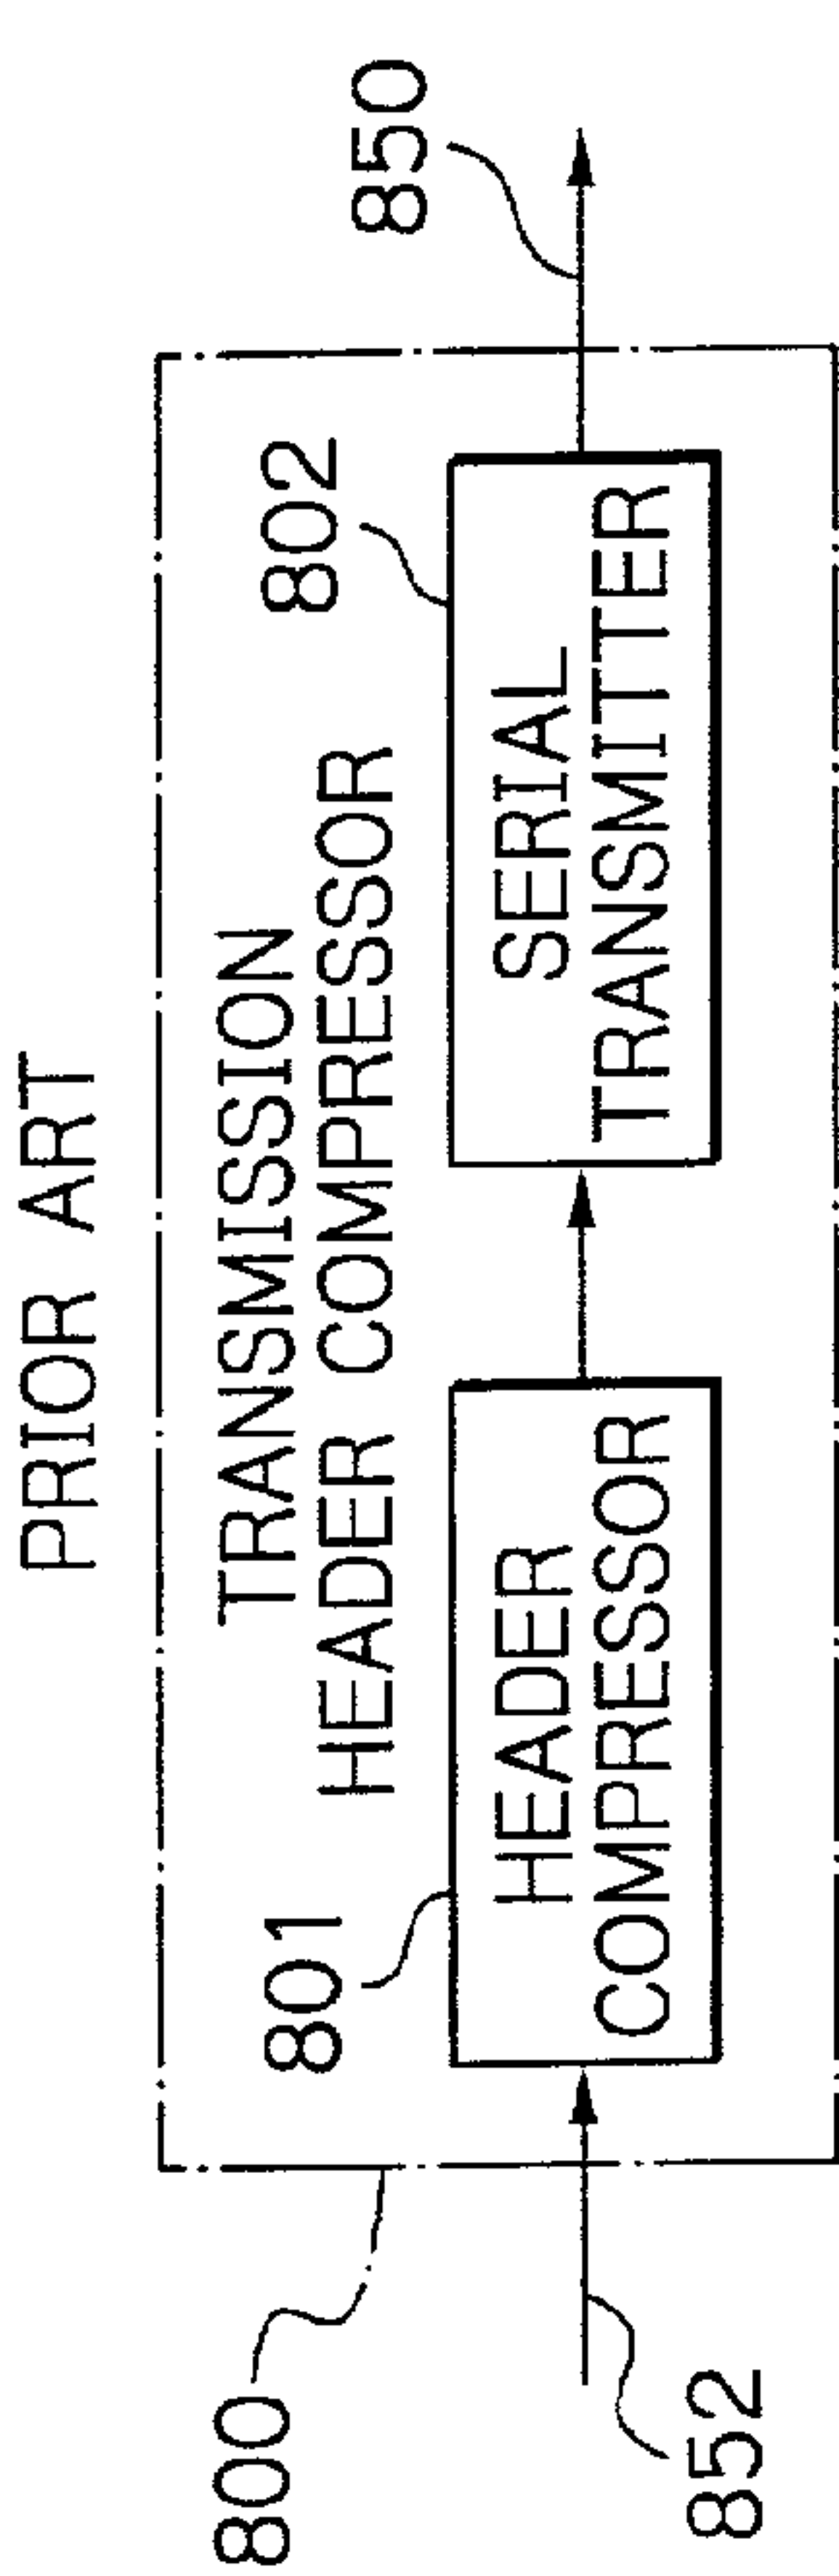 PRIOR ART
850
802
TRANSMISSION
HEADER COMPRESSOR
801
800
HEADER
COMPRESSOR
SERIAL
TRANSMITTER
852